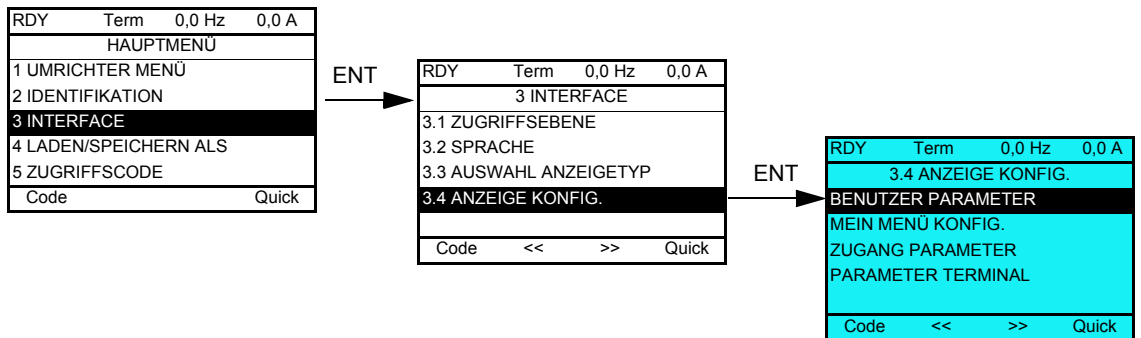 RDY Term 0,0 Hz 0,0 A
HAUPTMENÜ
1 UMRICHTER MENÜ
2 IDENTIFIKATION
3 INTERFACE
4 LADEN/SPEICHERN ALS
5 ZUGRIFFSCODE
Code Quick
ENT
RDY Term 0,0 Hz 0,0 A
3 INTERFACE
3.1 ZUGRIFFSEBENE
3.2 SPRACHE
3.3 AUSWAHL ANZEIGETYP
3.4 ANZEIGE KONFIG.
Code << >> Quick
ENT
RDY Term 0,0 Hz 0,0 A
3.4 ANZEIGE KONFIG.
BENUTZER PARAMETER
MEIN MENÜ KONFIG.
ZUGANG PARAMETER
PARAMETER TERMINAL
Code << >> Quick